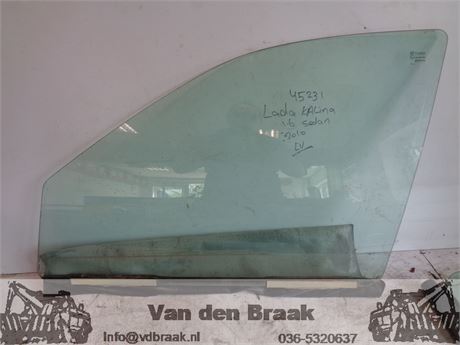 45231
Lada KALina
1.6 sedan
2010
LV
Van den Braak
Info@vdbraak.nl
036-5320637